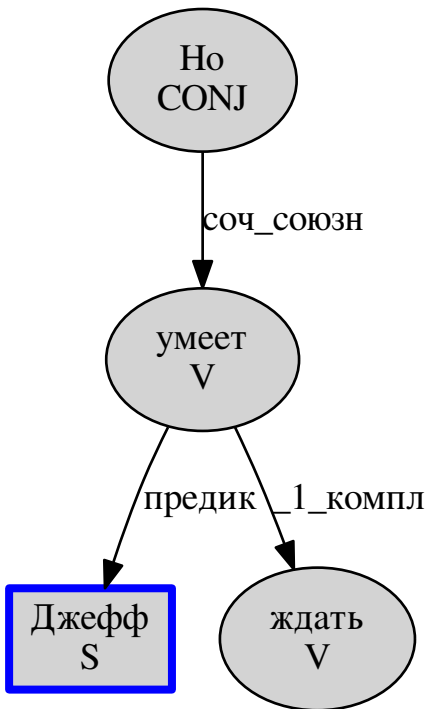 Но
CONJ
соч_союзн
умеет
V
предик
_1_компл
Джефф
S
ждать
V